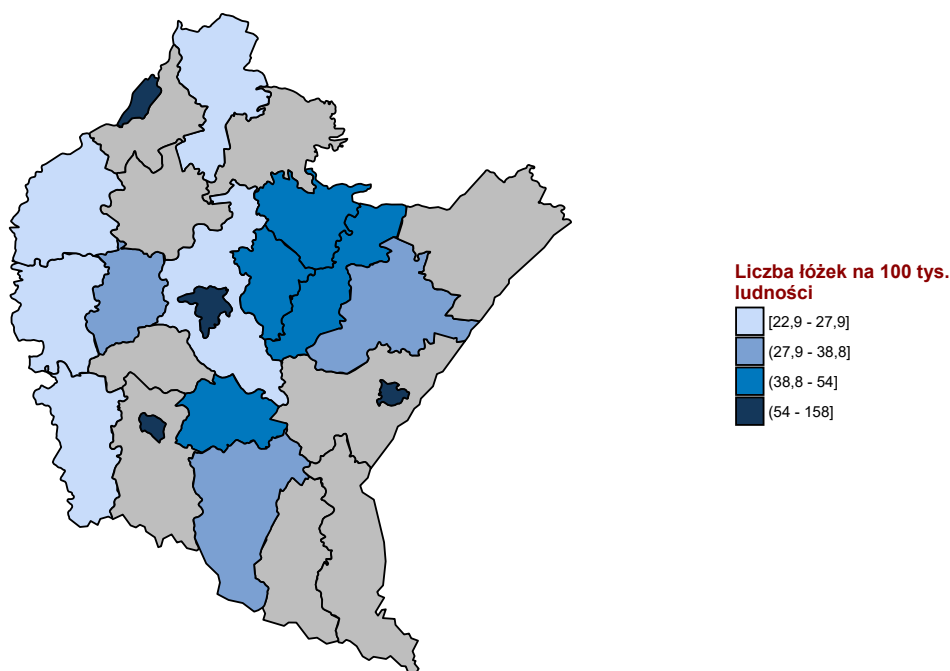 Liczba łóżek na 100 tys.
ludności
[22,9 - 27,9]
(27,9 - 38,8]
(38,8 - 54]
(54 - 158]